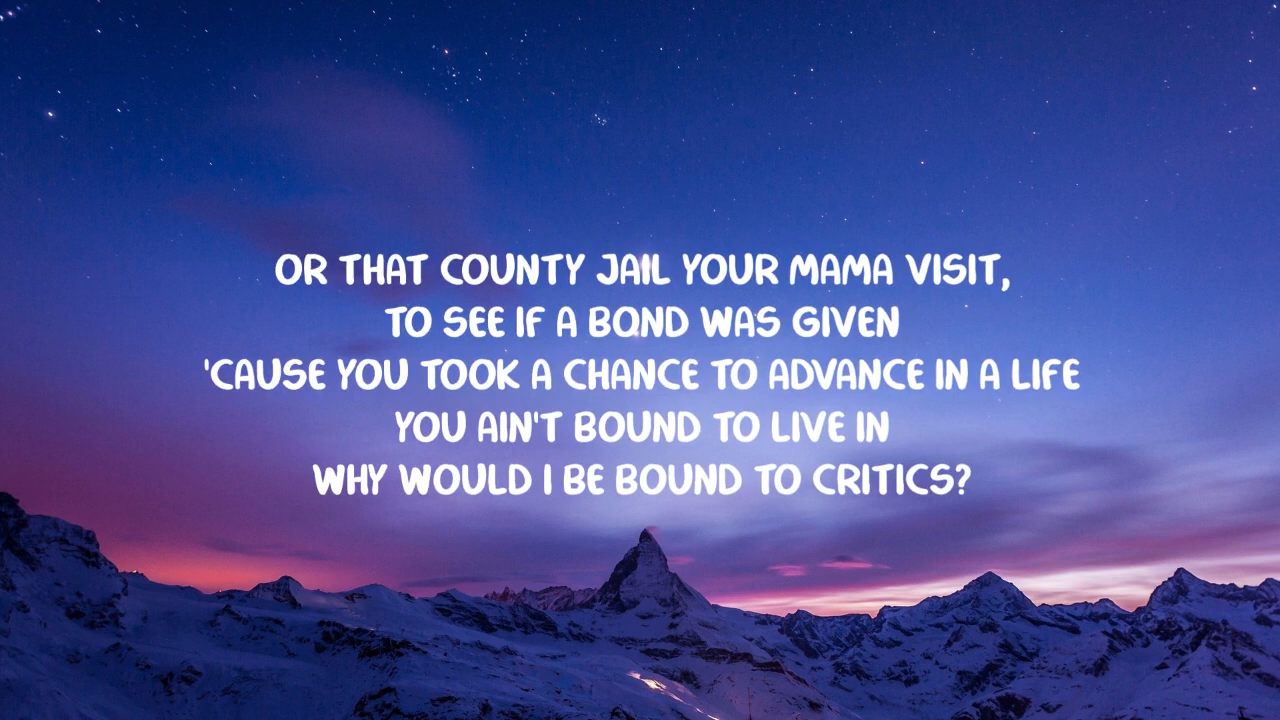 OR THAT COUNTY JAIL YOUR MAMA VISIT,
TO SEE IF A BOND WAS GIVEN
'CAUSE YOU TOOK A CHANCE TO ADVANCE IN A LIFE
YOU AIN'T BOUND TO LIVE IN
WHY WOULD I BE BOUND TO CRITICS?